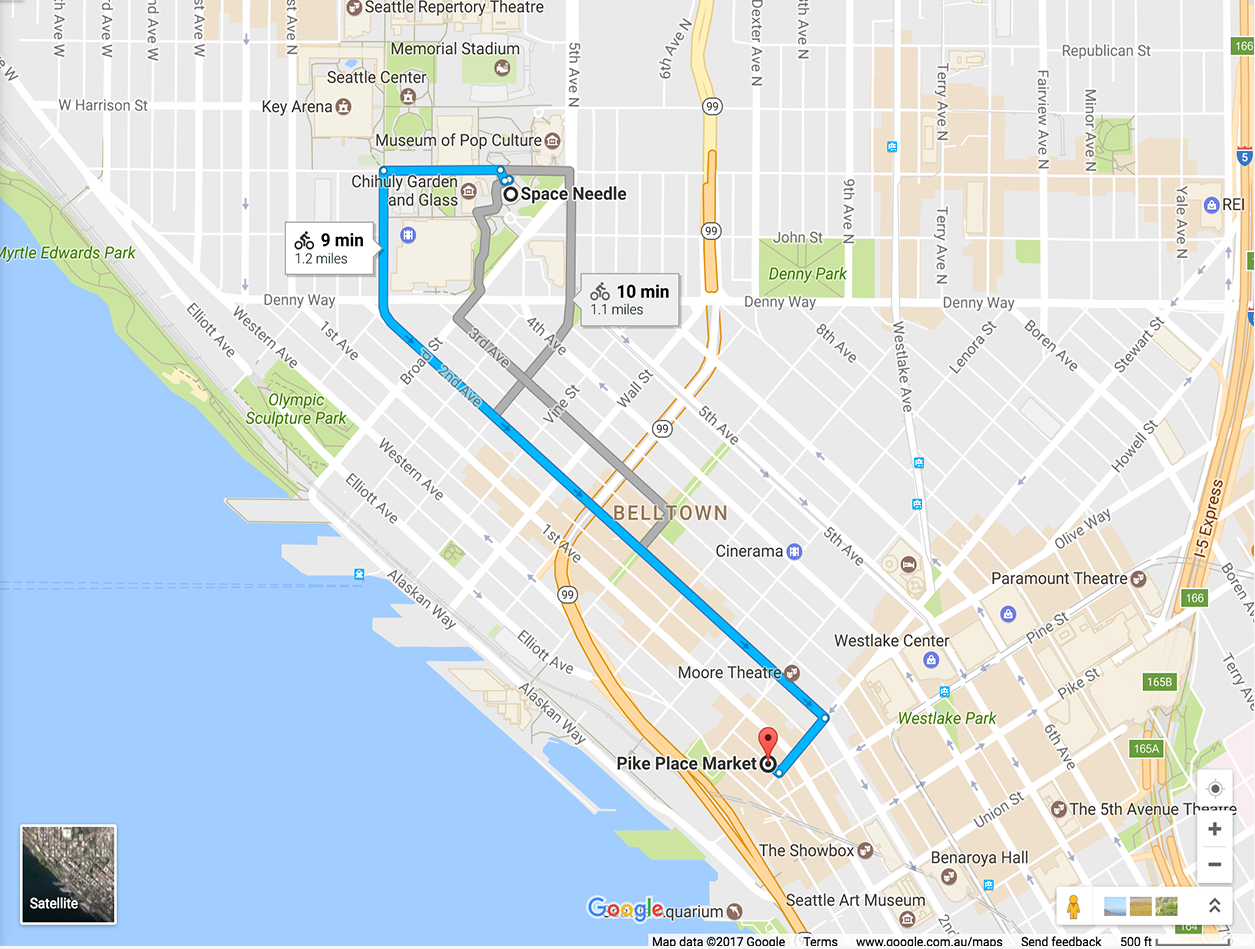 Seattle Repertory Theatre
Memorial Stadium
Seattle Center
Key Arena
W Harrison St
Museum of Pop Culture
Chihuly Garden
and Glass
Space Needle
5th Ave N
6th Ave N
Dexter Ave N
Republican St
166
99
Terry Ave N
Fairview Ave N
Minor Ave N
5
REI
Yale Ave N
9th Ave N
Terry Ave N
99
John St
Denny Park
Myrtle Edwards Park
9 min
1.2 miles
10 min
1.1 miles
Denny Way
Denny Way
Denny Way
Elliott Ave
Western Ave
1st Ave
Broad St
2nd Ave
3rd Ave
4th Ave
Vine St
Wall St
5th Ave
8th Ave
Westlake Ave
Lenora St
Boren Ave
Stewart St
Howell St
Olympic
Sculpture Park
99
Western Ave
Elliott Ave
BELLTOWN
1st Ave
Cinerama
5th Ave
Olive Way
I-5 Express
Paramount Theatre
166
Boren Ave
99
Alaskan Way
Elliott Ave
Alaskan Way
Westlake Center
Pine St
Pike St
165B
Moore Theatre
Westlake Park
6th Ave
165A
Terry Ave
Pike Place Market
Union St
The 5th Avenue Theatre
The Showbox
Benaroya Hall
Seattle Art Museum
2nd
164
Satellite
Google
quarium
Map data ©2017 Google
Terms
www.google.com.au/maps
Send feedback
500 ft